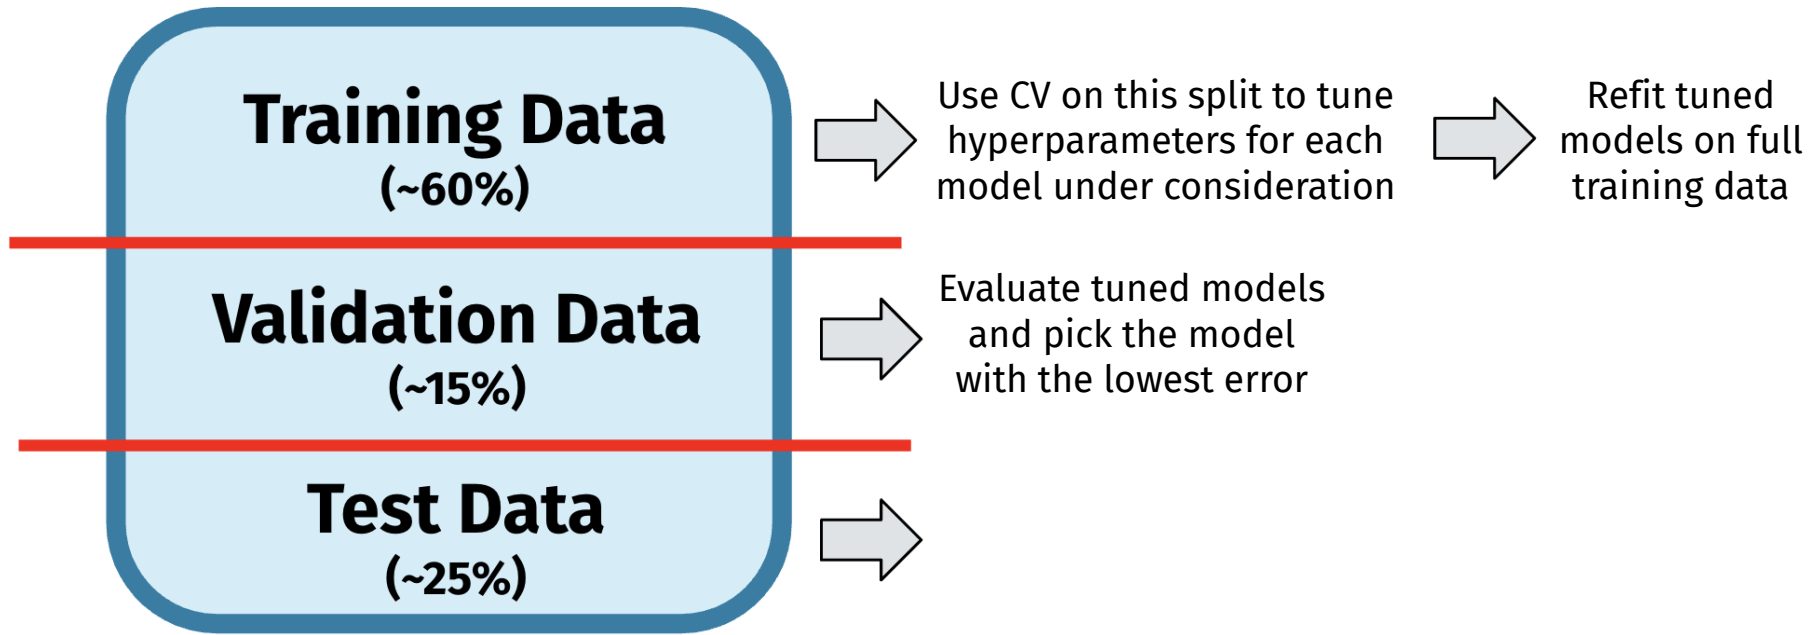 Training Data
(~60%)
Use CV on this split to tune
hyperparameters for each
model under consideration
Refit tuned
models on full
training data
Validation Data
(~15%)
Evaluate tuned models
and pick the model
with the lowest error
Test Data
(~25%)